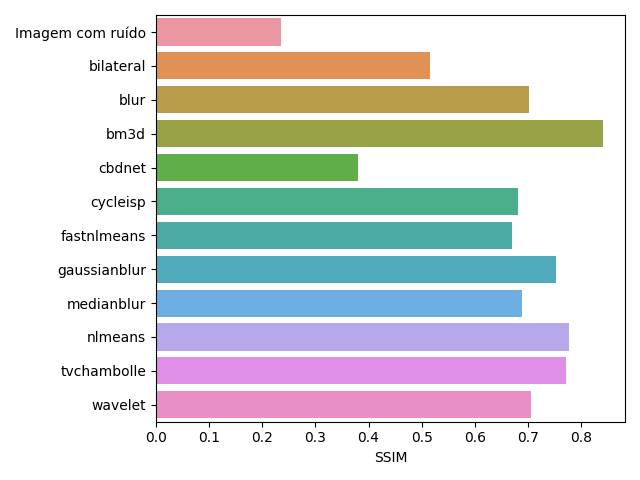 Imagem com ruído
bilateral
blur
bm3d
cbdnet
cycleisp
fastnlmeans
gaussianblur
medianblur
nlmeans
tvchambolle
wavelet
0.0 0.1 0.2 0.3 0.4 0.5 0.6 0.7 0.8
SSIM